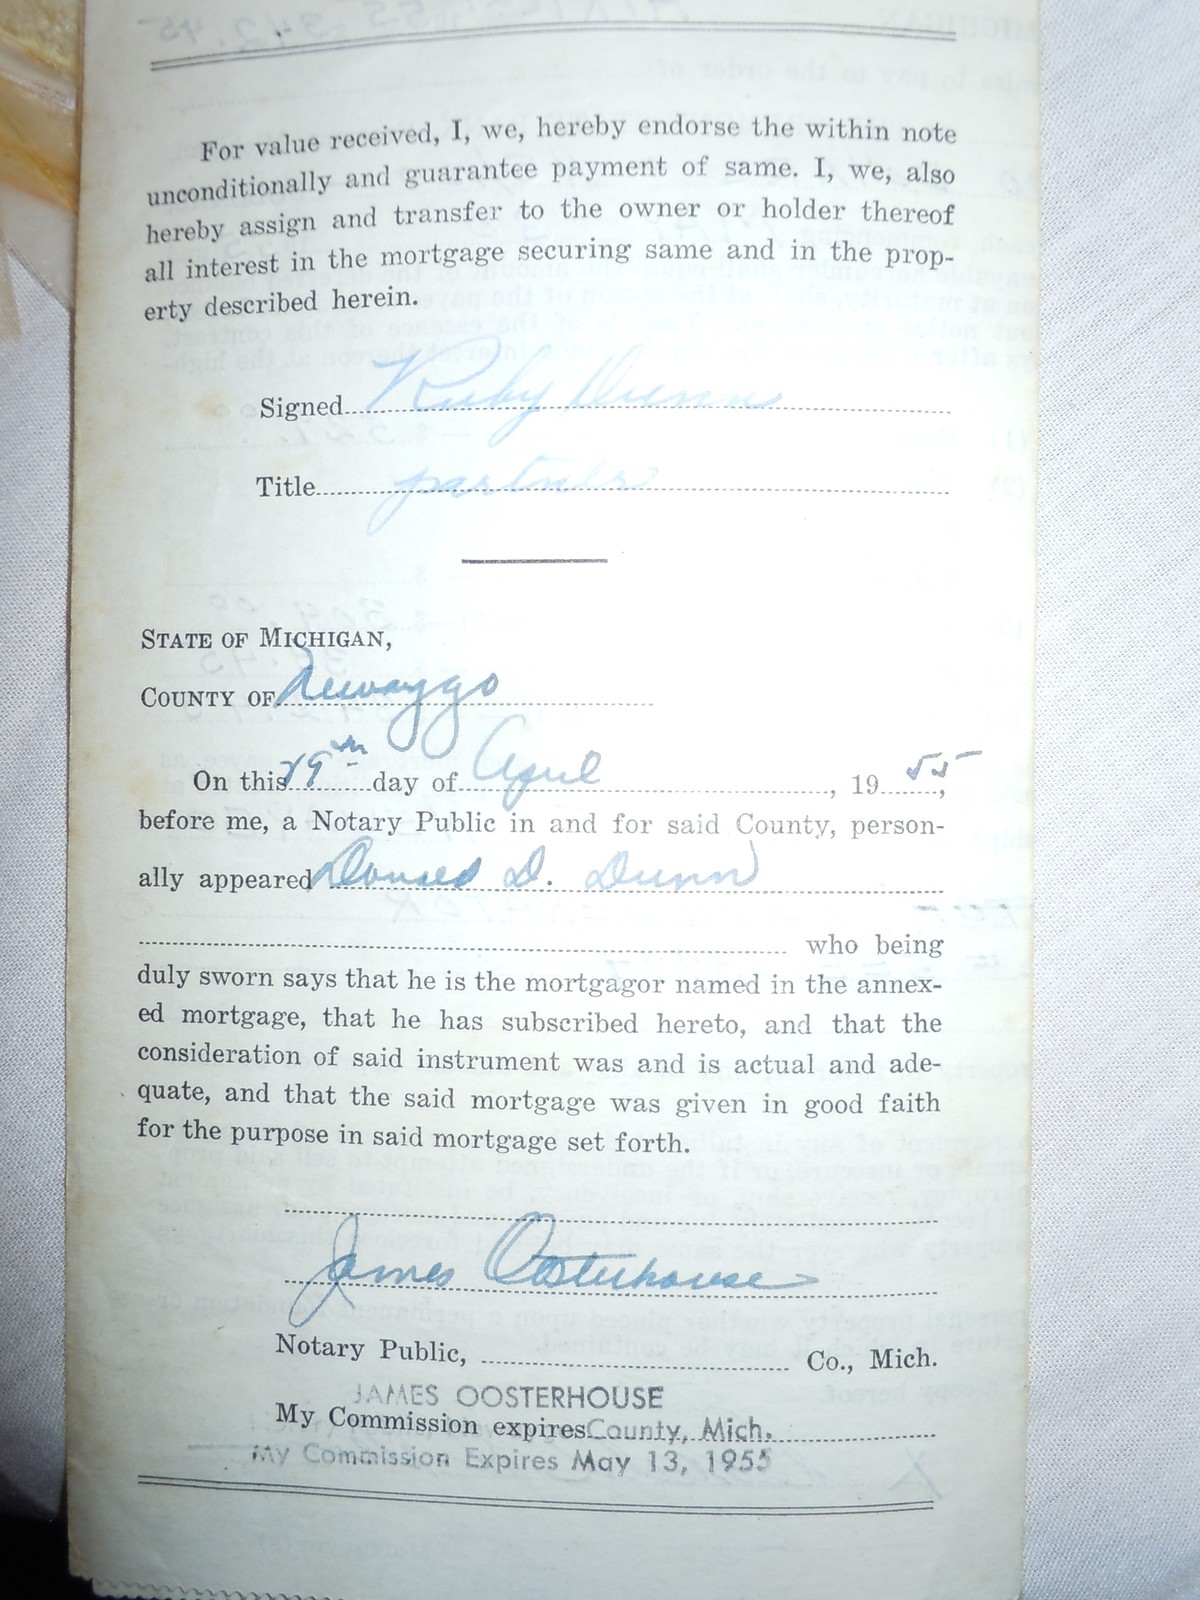 For value received, I, we, hereby endorse the within note
unconditionally and guarantee payment of same. I, we, also
hereby assign and transfer to the owner or holder thereof
all interest in the mortgage securing same and in the prop-
erty described herein.
Signed Ruby Dunn
Title partner
STATE OF MICHIGAN,
COUNTY OF Newaygo
On this 29th day of April, 19 55,
before me, a Notary Public in and for said County, person-
ally appeared Donald D. Dunn
who being
duly sworn says that he is the mortgagor named in the annex-
ed mortgage, that he has subscribed hereto, and that the
consideration of said instrument was and is actual and ade-
quate, and that the said mortgage was given in good faith
for the purpose in said mortgage set forth.
James Oosterhouse
Notary Public, Co., Mich.
JAMES OOSTERHOUSE
My Commission expires County, Mich.
My Commission Expires May 13, 1955